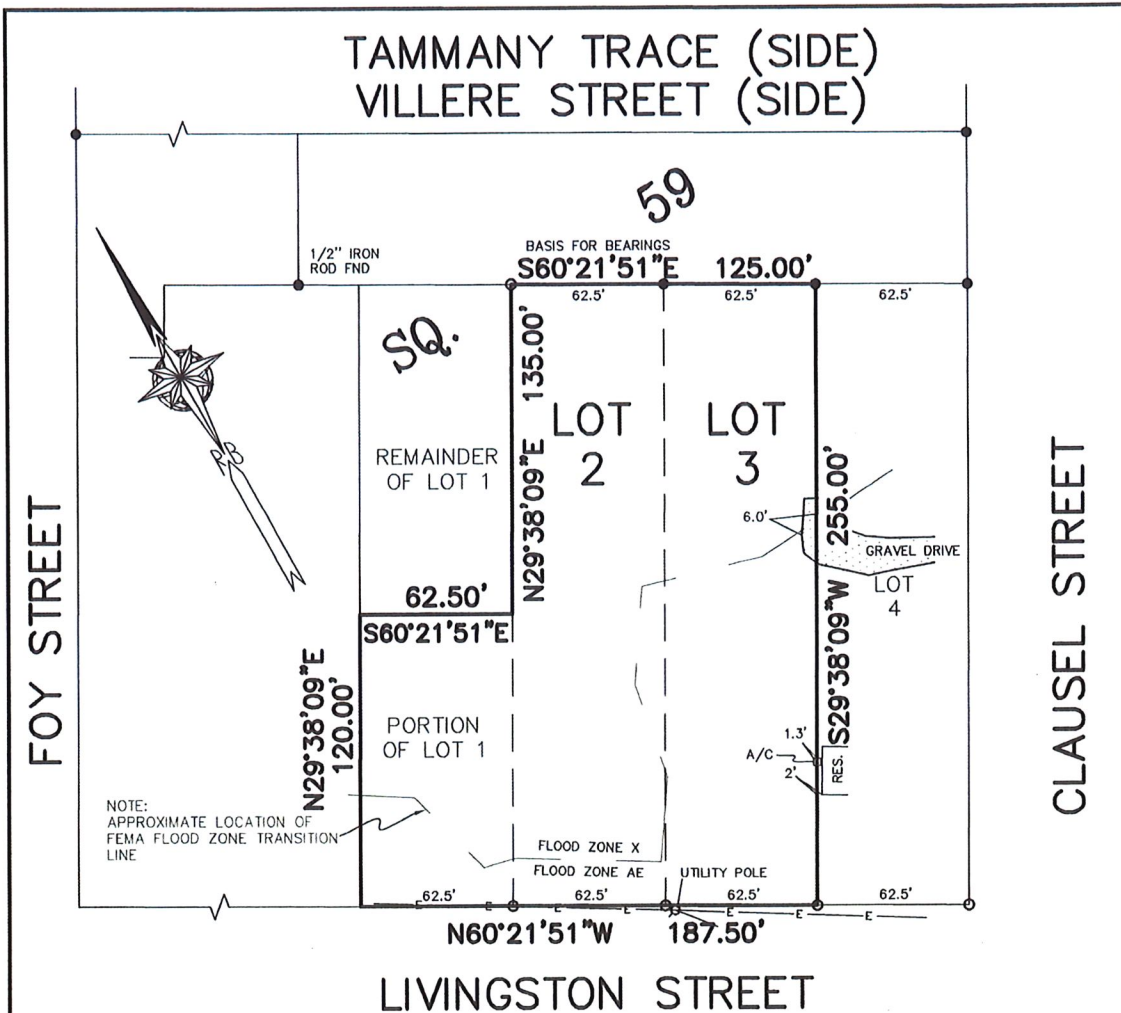 TAMMANY TRACE (SIDE)
VILLERE STREET (SIDE)
SQ. 59
1/2" IRON
ROD FND
BASIS FOR BEARINGS
S60°21'51"E 125.00'
62.5' 62.5' 62.5'
N29°38'09"E 135.00'
LOT
2
LOT
3
REMAINDER
OF LOT 1
6.0'
S29°38'09"W 255.00'
GRAVEL DRIVE
LOT
4
62.50'
S60°21'51"E
FOY STREET
CLAUSEL STREET
N29°38'09"E
120.00'
PORTION
OF LOT 1
1.3'
A/C
2'
RES.
NOTE:
APPROXIMATE LOCATION OF
FEMA FLOOD ZONE TRANSITION
LINE
FLOOD ZONE X
FLOOD ZONE AE
UTILITY POLE
62.5' 62.5' 62.5' 62.5'
E E E E E E
N60°21'51"W 187.50'
LIVINGSTON STREET